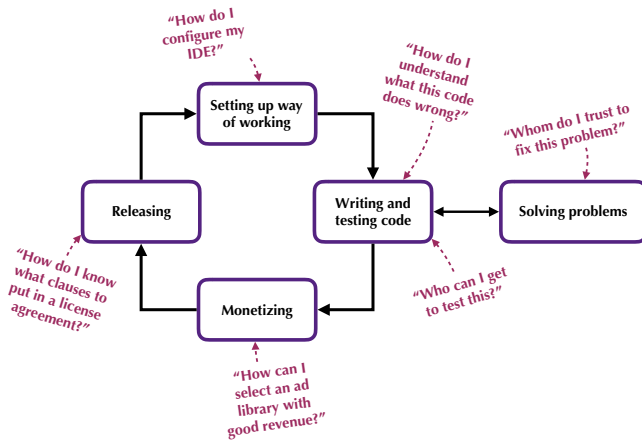 “How do I
configure my
IDE?”
“How do I
understand
what this code
does wrong?”
“Whom do I trust to
fix this problem?”
Setting up way
of working
Releasing
Writing and
testing code
Solving problems
“How do I know
what clauses to
put in a license
agreement?”
“Who can I get
to test this?”
Monetizing
“How can I
select an ad
library with
good revenue?”